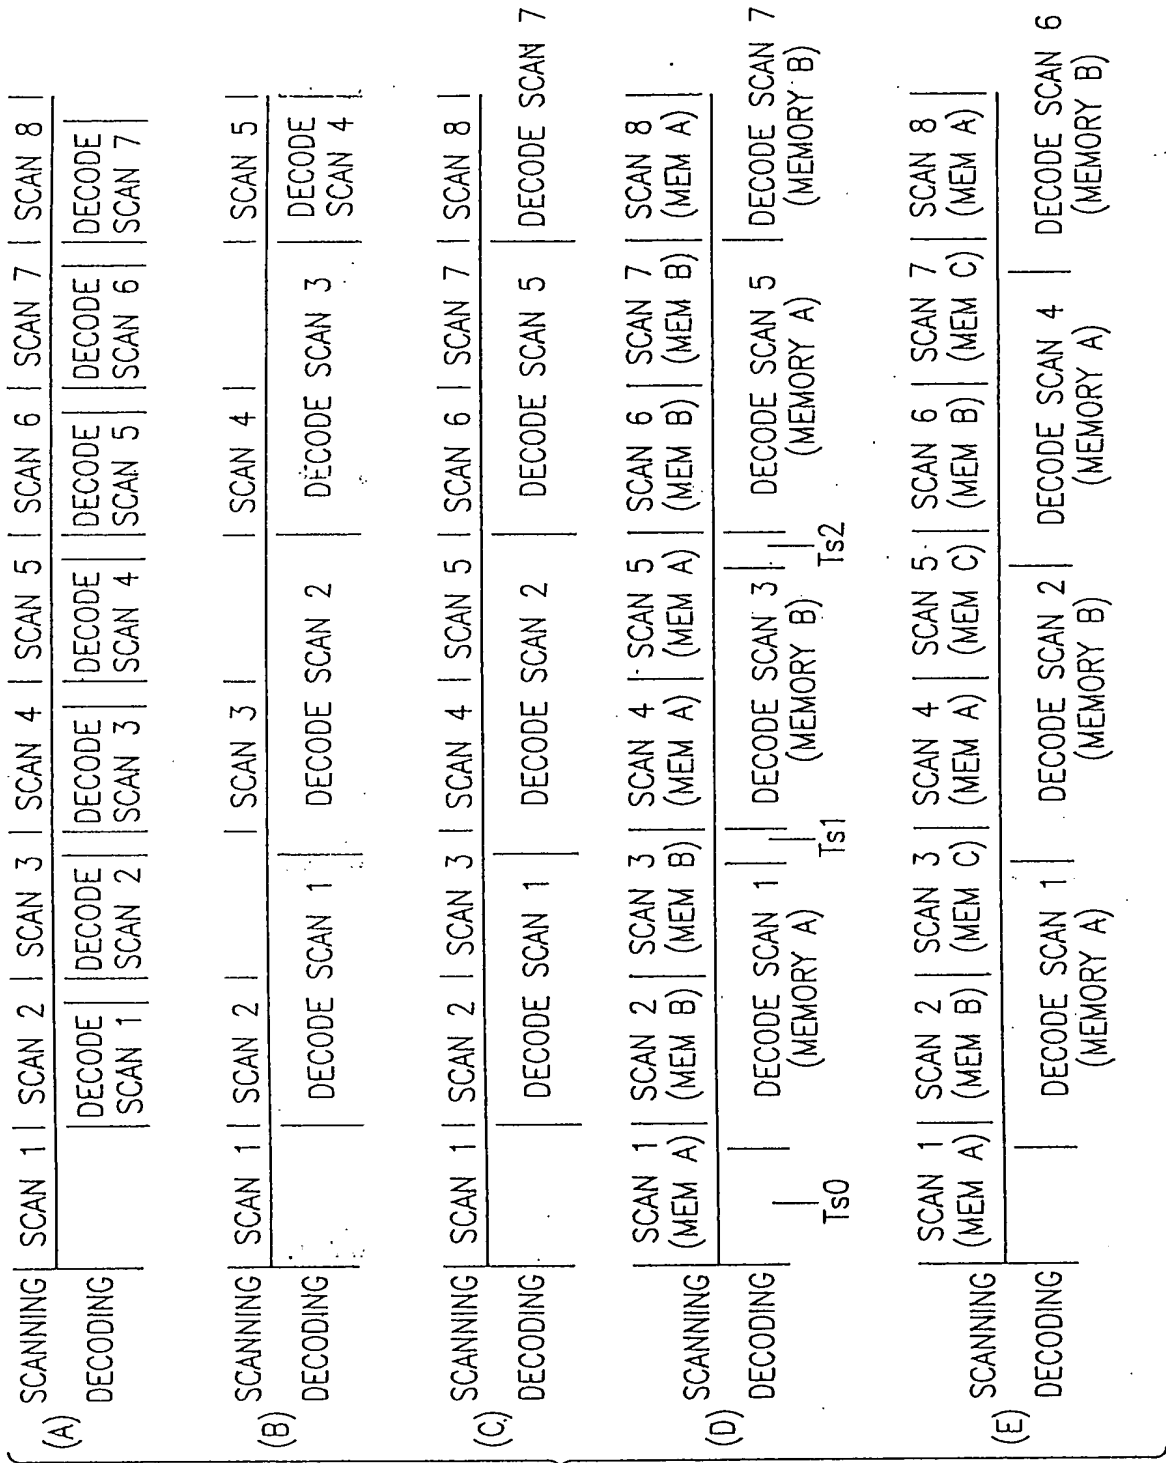 (A)
SCANNING | SCAN 1 | SCAN 2 | SCAN 3 | SCAN 4 | SCAN 5 | SCAN 6 | SCAN 7 | SCAN 8 |
DECODING
DECODE SCAN 1
DECODE SCAN 2
DECODE SCAN 3
DECODE SCAN 4
DECODE SCAN 5
DECODE SCAN 6
DECODE SCAN 7
(B)
SCANNING | SCAN 1 | SCAN 2 | SCAN 3 | SCAN 4 | SCAN 5 |
DECODING
DECODE SCAN 1
DECODE SCAN 2
DECODE SCAN 3
DECODE
SCAN 4
(C)
SCANNING | SCAN 1 | SCAN 2 | SCAN 3 | SCAN 4 | SCAN 5 | SCAN 6 | SCAN 7 | SCAN 8 |
DECODING
DECODE SCAN 1
DECODE SCAN 2
DECODE SCAN 5
DECODE SCAN 7
(D)
SCANNING | SCAN 1 | SCAN 2 | SCAN 3 | SCAN 4 | SCAN 5 | SCAN 6 | SCAN 7 | SCAN 8 |
(MEM A) | (MEM B) | (MEM B) | (MEM A) | (MEM A) | (MEM B) | (MEM B) | (MEM A) |
DECODING
DECODE SCAN 1
(MEMORY A)
DECODE SCAN 3
(MEMORY B)
DECODE SCAN 5
(MEMORY A)
DECODE SCAN 7
(MEMORY B)
Ts0 Ts1 Ts2
(E)
SCANNING | SCAN 1 | SCAN 2 | SCAN 3 | SCAN 4 | SCAN 5 | SCAN 6 | SCAN 7 | SCAN 8 |
(MEM A) | (MEM B) | (MEM C) | (MEM A) | (MEM C) | (MEM B) | (MEM C) | (MEM A) |
DECODING
DECODE SCAN 1
(MEMORY A)
DECODE SCAN 2
(MEMORY B)
DECODE SCAN 4
(MEMORY A)
DECODE SCAN 6
(MEMORY B)